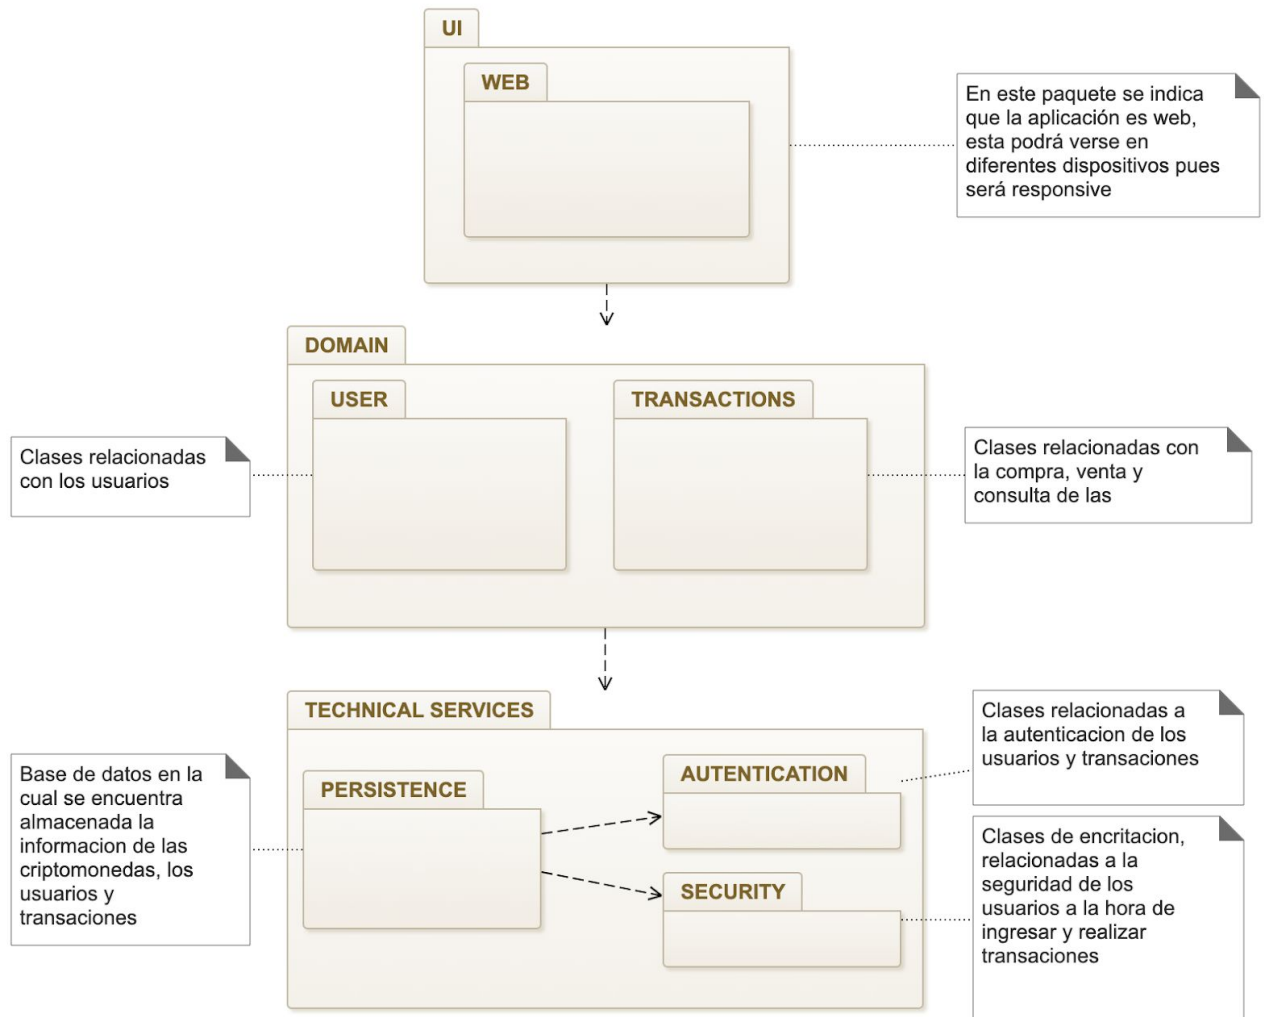 UI
WEB
En este paquete se indica
que la aplicación es web,
esta podrá verse en
diferentes dispositivos pues
será responsive
DOMAIN
USER
TRANSACTIONS
Clases relacionadas
con los usuarios
Clases relacionadas con
la compra, venta y
consulta de las
TECHNICAL SERVICES
PERSISTENCE
AUTENTICATION
SECURITY
Base de datos en la
cual se encuentra
almacenada la
informacion de las
criptomonedas, los
usuarios y
transaciones
Clases relacionadas a
la autenticacion de los
usuarios y transaciones
Clases de encritacion,
relacionadas a la
seguridad de los
usuarios a la hora de
ingresar y realizar
transaciones